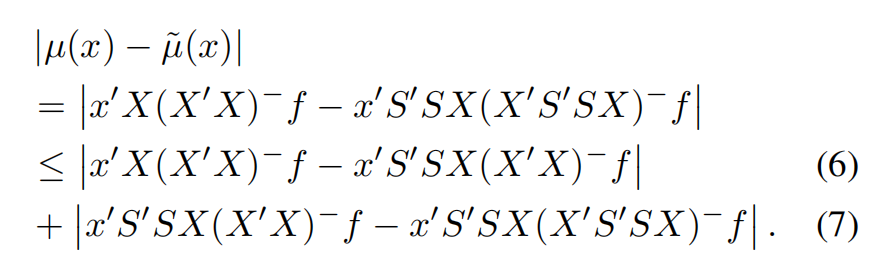 |μ(x) − μ̃(x)|
= |x′X(X′X)⁻f − x′S′SX(X′S′SX)⁻f|
≤ |x′X(X′X)⁻f − x′S′SX(X′X)⁻f| (6)
+ |x′S′SX(X′X)⁻f − x′S′SX(X′S′SX)⁻f| . (7)